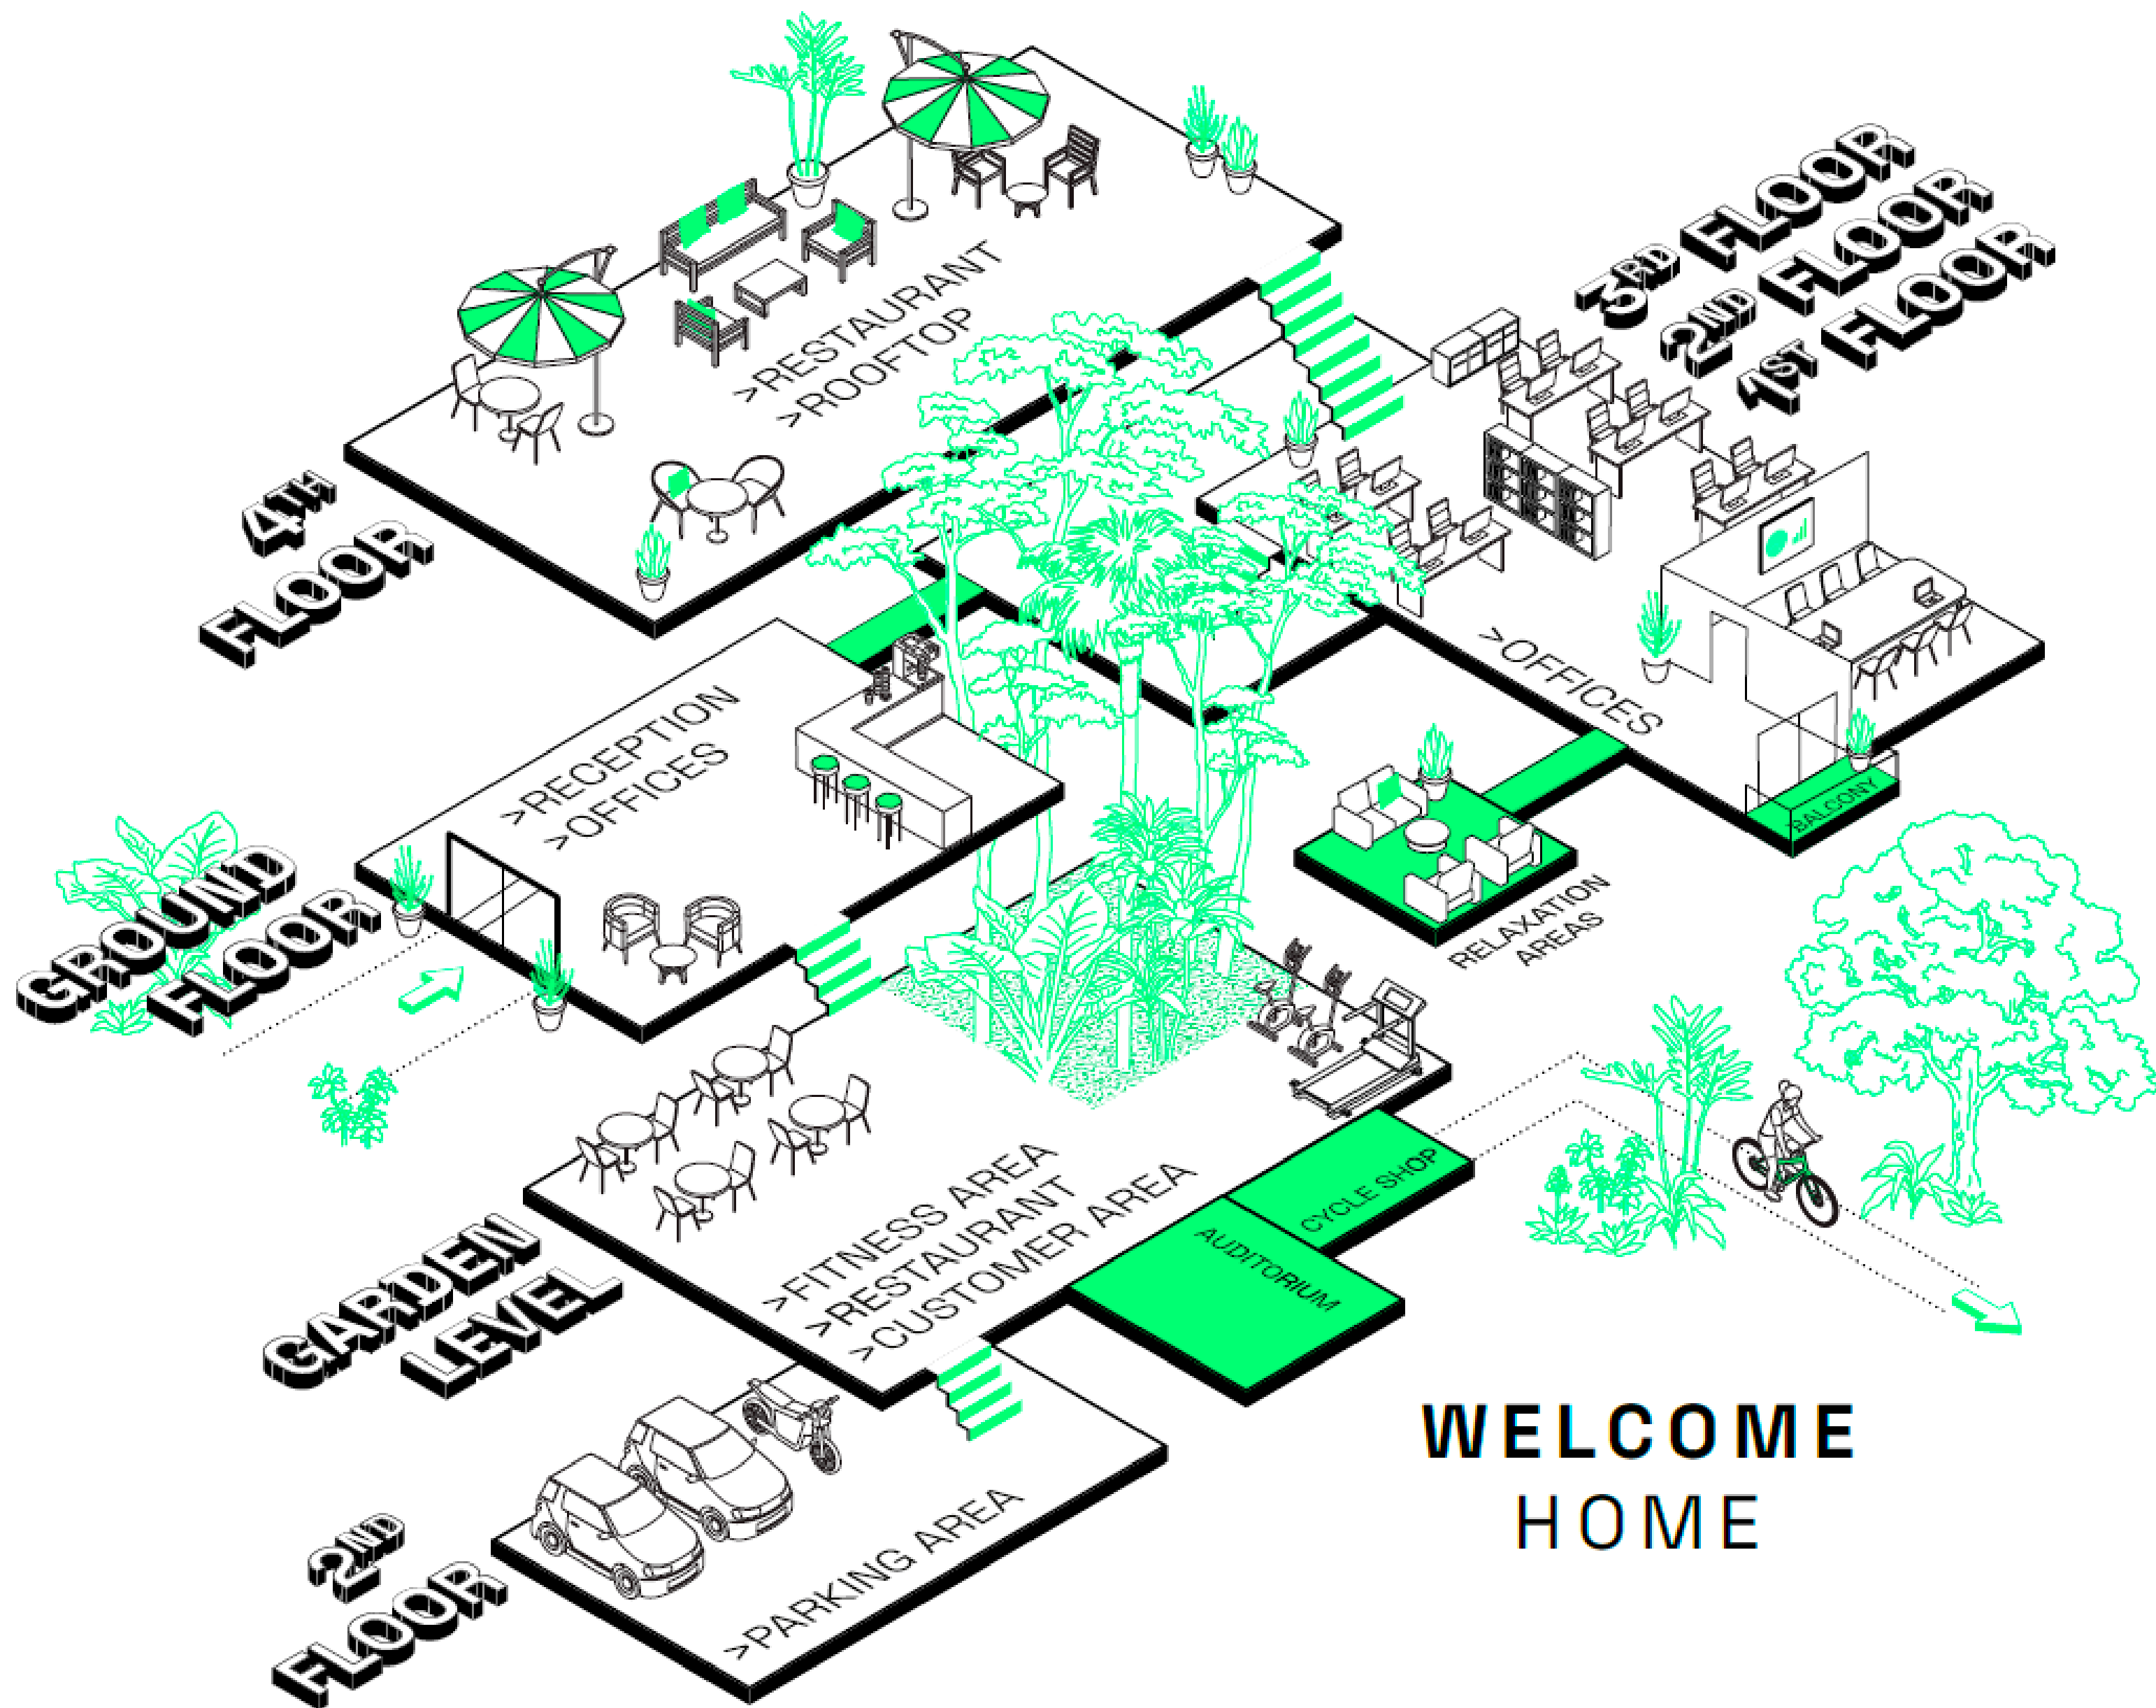 3RD FLOOR
2ND FLOOR
1ST FLOOR
>RESTAURANT
>ROOFTOP
4TH
FLOOR
>OFFICES
BALCONY
>RECEPTION
>OFFICES
GROUND
FLOOR
RELAXATION
AREAS
>FITNESS AREA
>RESTAURANT
>CUSTOMER AREA
CYCLE SHOP
AUDITORIUM
GARDEN
LEVEL
WELCOME
HOME
2ND
FLOOR
>PARKING AREA